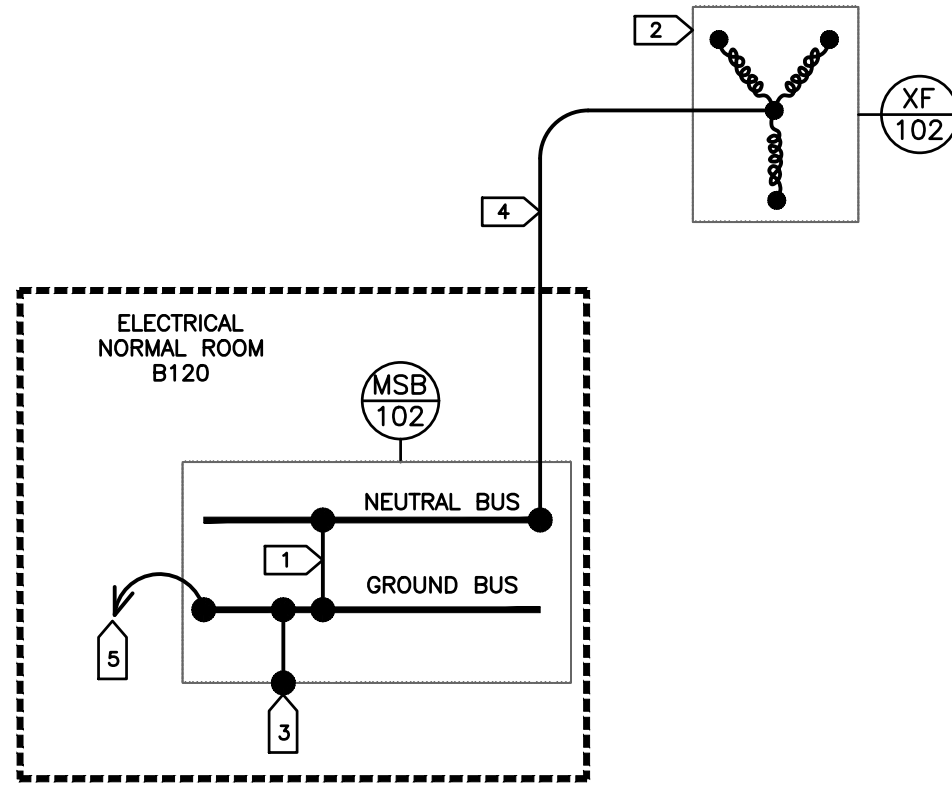 2
XF
102
4
ELECTRICAL
NORMAL ROOM
B120
MSB
102
NEUTRAL BUS
1
GROUND BUS
5
3